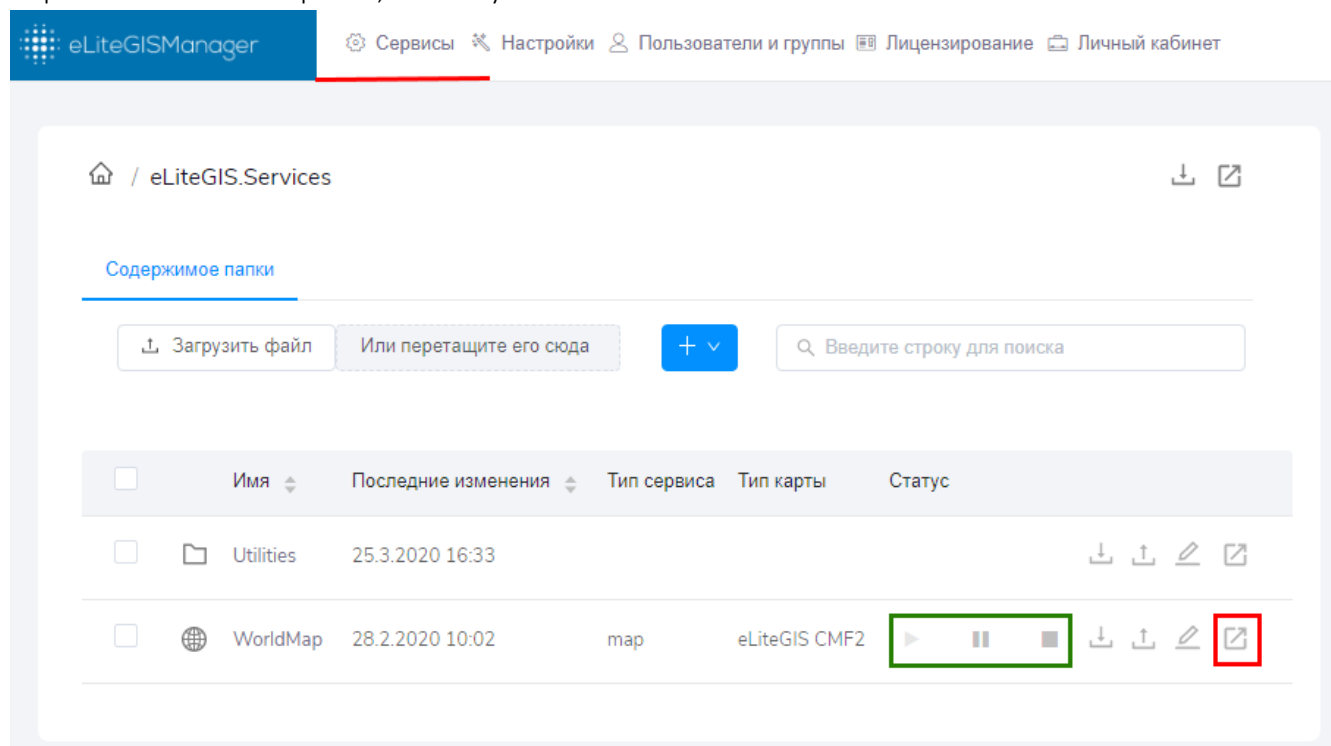 eLiteGISManager Сервисы Настройки Пользователи и группы Лицензирование Личный кабинет
/ eLiteGIS.Services
Содержимое папки
Загрузить файл Или перетащите его сюда + Введите строку для поиска
Имя Последние изменения Тип сервиса Тип карты Статус
Utilities 25.3.2020 16:33
WorldMap 28.2.2020 10:02 map eLiteGIS CMF2